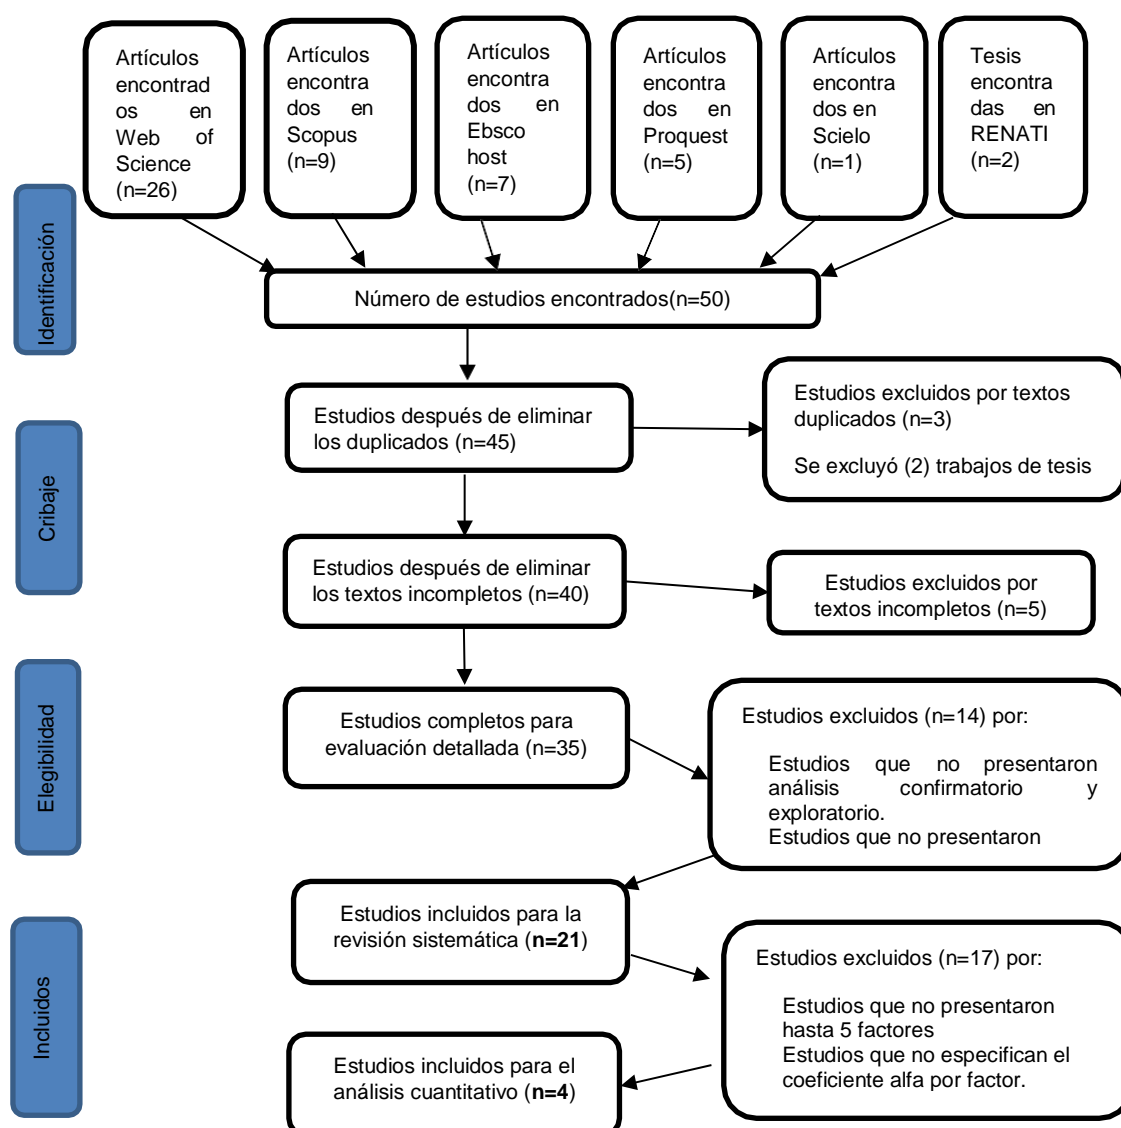 Artículos
encontrad
os en
Web of
Science
(n=26)
Artículos
encontra
dos en
Scopus
(n=9)
Artículos
encontra
dos en
Ebsco
host
(n=7)
Artículos
encontra
dos en
Proquest
(n=5)
Artículos
encontra
dos en
Scielo
(n=1)
Tesis
encontra
das en
RENATI
(n=2)
Identificación
Número de estudios encontrados(n=50)
Cribaje
Estudios después de eliminar
los duplicados (n=45)
Estudios excluidos por textos
duplicados (n=3)
Se excluyó (2) trabajos de tesis
Estudios después de eliminar
los textos incompletos (n=40)
Estudios excluidos por
textos incompletos (n=5)
Elegibilidad
Estudios completos para
evaluación detallada (n=35)
Estudios excluidos (n=14) por:
Estudios que no presentaron
análisis confirmatorio y
exploratorio.
Estudios que no presentaron
Incluidos
Estudios incluidos para la
revisión sistemática (n=21)
Estudios excluidos (n=17) por:
Estudios que no presentaron
hasta 5 factores
Estudios que no especifican el
coeficiente alfa por factor.
Estudios incluidos para el
análisis cuantitativo (n=4)